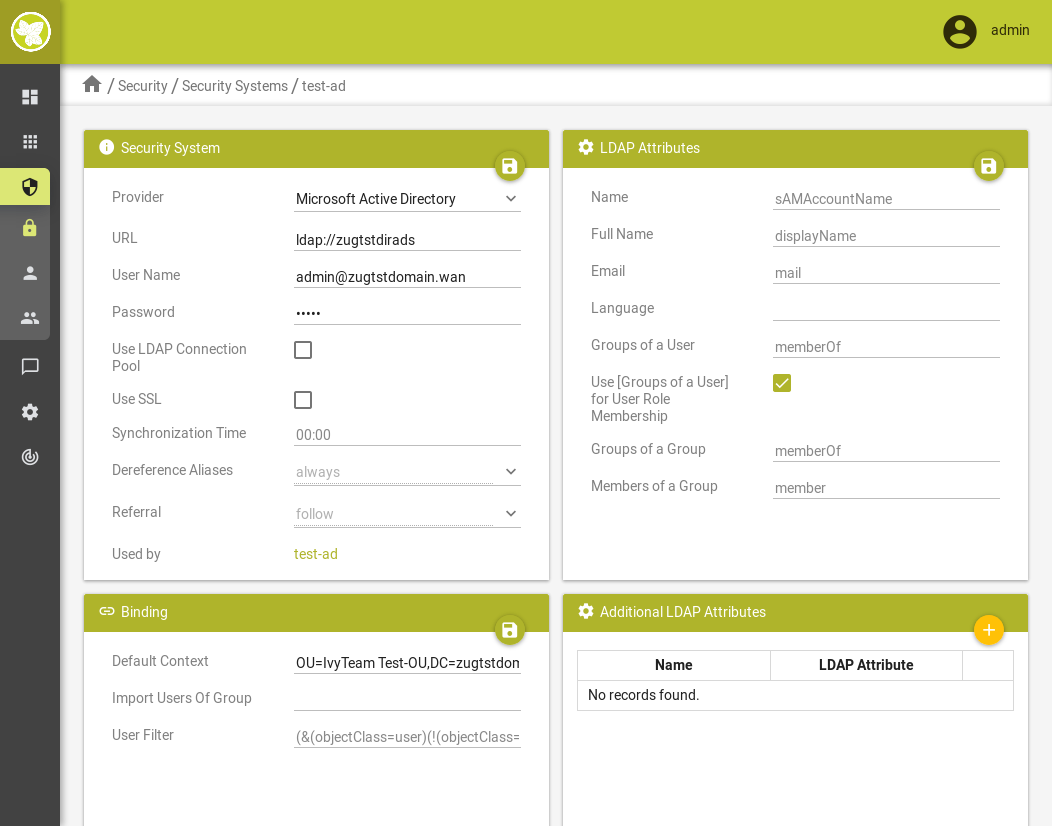 admin
/ Security / Security Systems / test-ad
Security System
Provider
Microsoft Active Directory
URL
ldap://zugtstdirads
User Name
admin@zugtstdomain.wan
Password
•••••
Use LDAP Connection
Pool
Use SSL
Synchronization Time
00:00
Dereference Aliases
always
Referral
follow
Used by
test-ad
LDAP Attributes
Name
sAMAccountName
Full Name
displayName
Email
mail
Language
Groups of a User
memberOf
Use [Groups of a User]
for User Role
Membership
Groups of a Group
memberOf
Members of a Group
member
Binding
Default Context
OU=IvyTeam Test-OU,DC=zugtstdon
Import Users Of Group
User Filter
(&(objectClass=user)(!(objectClass=
Additional LDAP Attributes
Name
LDAP Attribute
No records found.